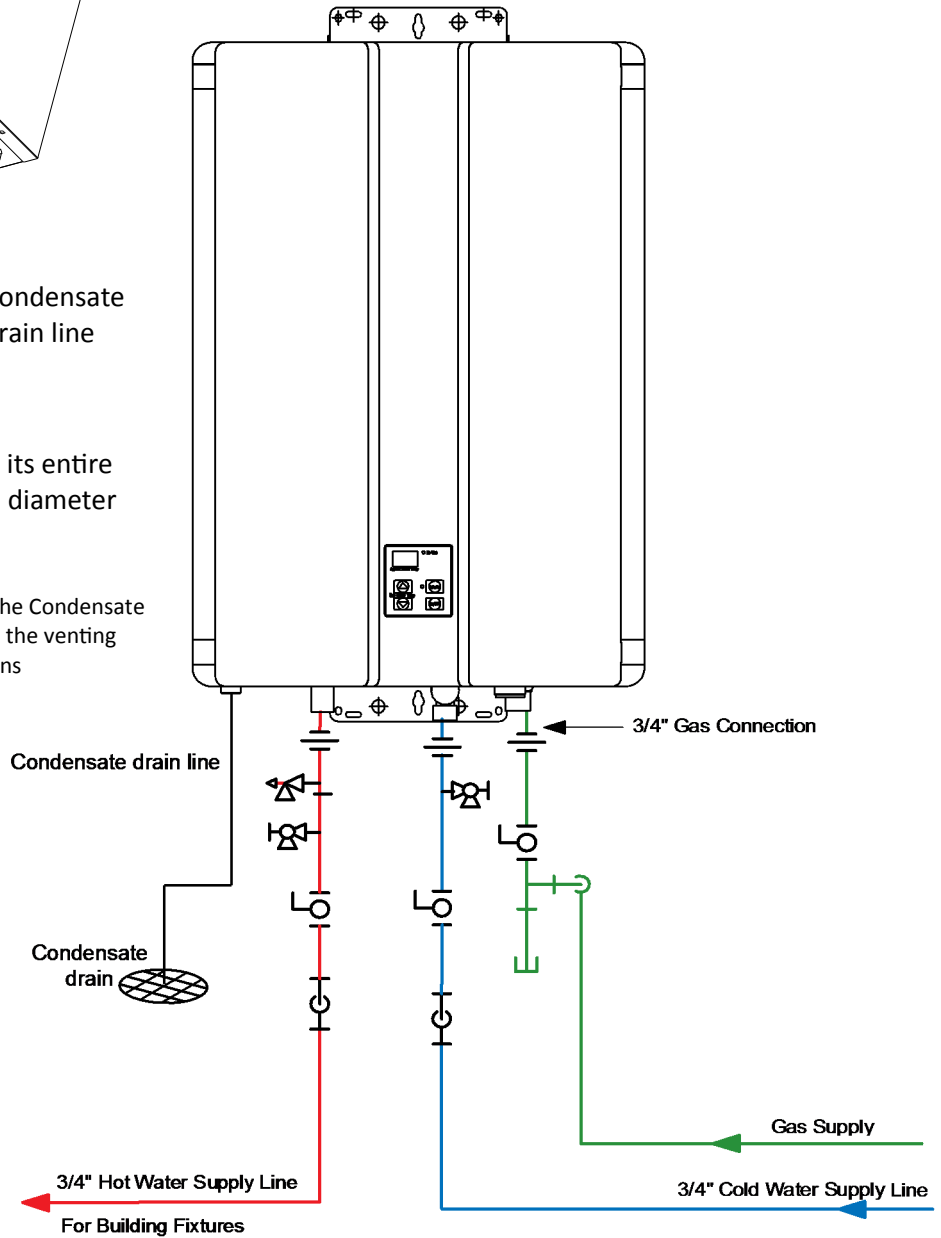 ondensate
rain line
its entire
diameter
he Condensate
the venting
ns
3/4" Gas Connection
Condensate drain line
Condensate
drain
Gas Supply
3/4" Hot Water Supply Line
3/4" Cold Water Supply Line
For Building Fixtures